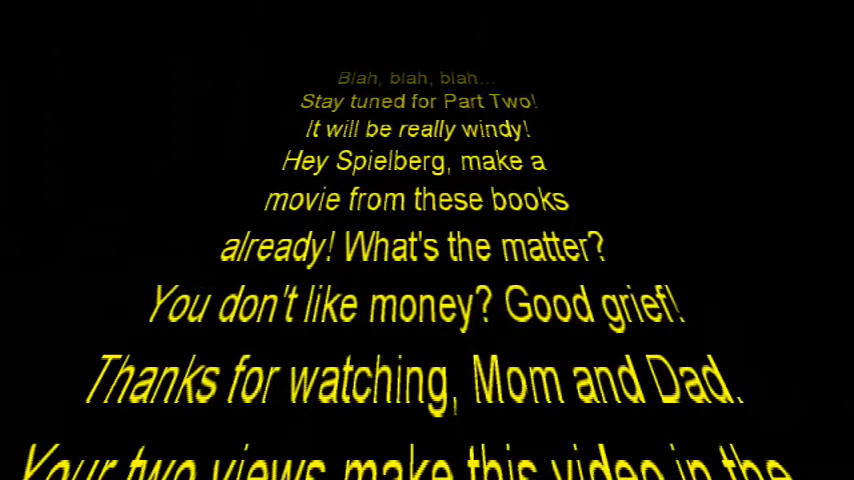 Blah, blah, blah...
Stay tuned for Part Two!
It will be really windy!
Hey Spielberg, make a
movie from these books
already! What's the matter?
You don't like money? Good grief!
Thanks for watching, Mom and Dad.
Your two views make this video in the